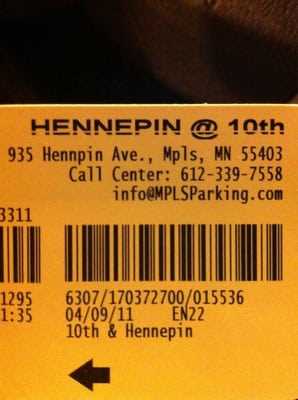 HENNEPIN @ 10th
935 Hennpin Ave., Mpls, MN 55403
Call Center: 612-339-7558
info@MPLSParking.com
3311
1295 6307/170372700/015536
1:35 04/09/11 EN22
10th & Hennepin